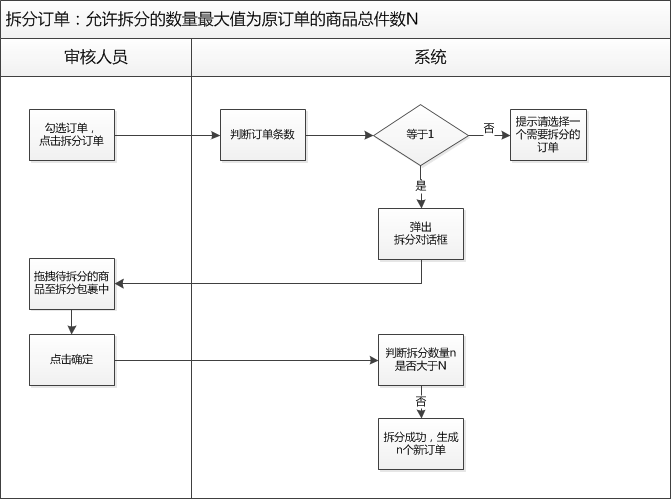 拆分订单：允许拆分的数量最大值为原订单的商品总件数N
审核人员
系统
勾选订单，
点击拆分订单
判断订单条数
等于1
否
提示请选择一
个需要拆分的
订单
是
弹出
拆分对话框
拖拽待拆分的商
品至拆分包裹中
点击确定
判断拆分数量n
是否大于N
否
拆分成功，生成
n个新订单